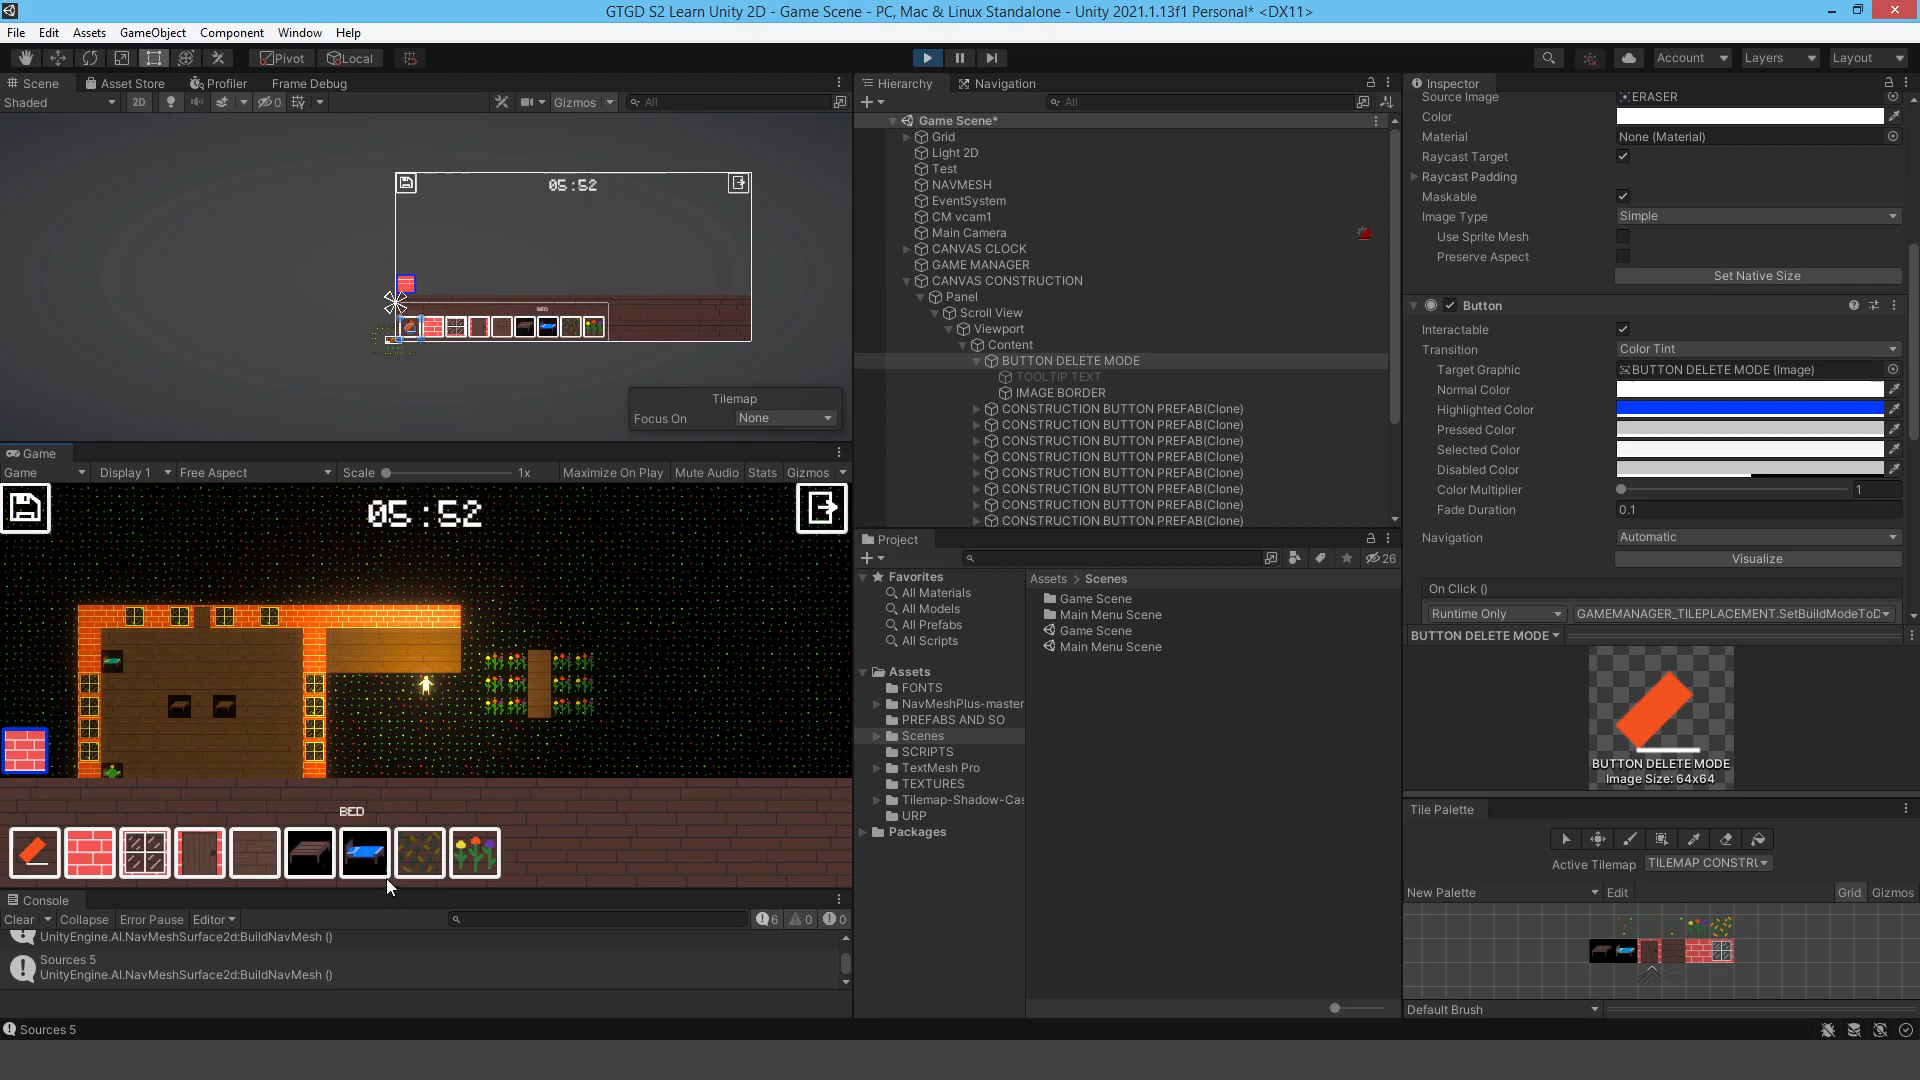 GTGD S2 Learn Unity 2D - Game Scene - PC, Mac & Linux Standalone - Unity 2021.1.13f1 Personal* <DX11>
File Edit Assets GameObject Component Window Help
Pivot Local Account Layers Layout
Scene Asset Store Profiler Frame Debug
Shaded 2D 0 Gizmos All
05:52
BED
Tilemap
Focus On None
Game
Game Display 1 Free Aspect Scale 1x Maximize On Play Mute Audio Stats Gizmos
05:52
BED
Console
Clear Collapse Error Pause Editor 6 0 0
UnityEngine.AI.NavMeshSurface2d:BuildNavMesh ()
Sources 5
UnityEngine.AI.NavMeshSurface2d:BuildNavMesh ()
Sources 5
Hierarchy Navigation
All
Game Scene*
Grid
Light 2D
Test
NAVMESH
EventSystem
CM vcam1
Main Camera
CANVAS CLOCK
GAME MANAGER
CANVAS CONSTRUCTION
Panel
Scroll View
Viewport
Content
BUTTON DELETE MODE
TOOLTIP TEXT
IMAGE BORDER
CONSTRUCTION BUTTON PREFAB(Clone)
CONSTRUCTION BUTTON PREFAB(Clone)
CONSTRUCTION BUTTON PREFAB(Clone)
CONSTRUCTION BUTTON PREFAB(Clone)
CONSTRUCTION BUTTON PREFAB(Clone)
CONSTRUCTION BUTTON PREFAB(Clone)
CONSTRUCTION BUTTON PREFAB(Clone)
CONSTRUCTION BUTTON PREFAB(Clone)
Project
26
Favorites
All Materials
All Models
All Prefabs
All Scripts
Assets
FONTS
NavMeshPlus-master
PREFABS AND SO
Scenes
SCRIPTS
TextMesh Pro
TEXTURES
Tilemap-Shadow-Cas
URP
Packages
Assets > Scenes
Game Scene
Main Menu Scene
Game Scene
Main Menu Scene
Inspector
Source Image ERASER
Color
Material None (Material)
Raycast Target
Raycast Padding
Maskable
Image Type Simple
Use Sprite Mesh
Preserve Aspect
Set Native Size
Button
Interactable
Transition Color Tint
Target Graphic BUTTON DELETE MODE (Image)
Normal Color
Highlighted Color
Pressed Color
Selected Color
Disabled Color
Color Multiplier 1
Fade Duration 0.1
Navigation Automatic
Visualize
On Click ()
Runtime Only GAMEMANAGER_TILEPLACEMENT.SetBuildModeToD
BUTTON DELETE MODE
BUTTON DELETE MODE
Image Size: 64x64
Tile Palette
Active Tilemap TILEMAP CONSTRU
New Palette Edit Grid Gizmos
Default Brush